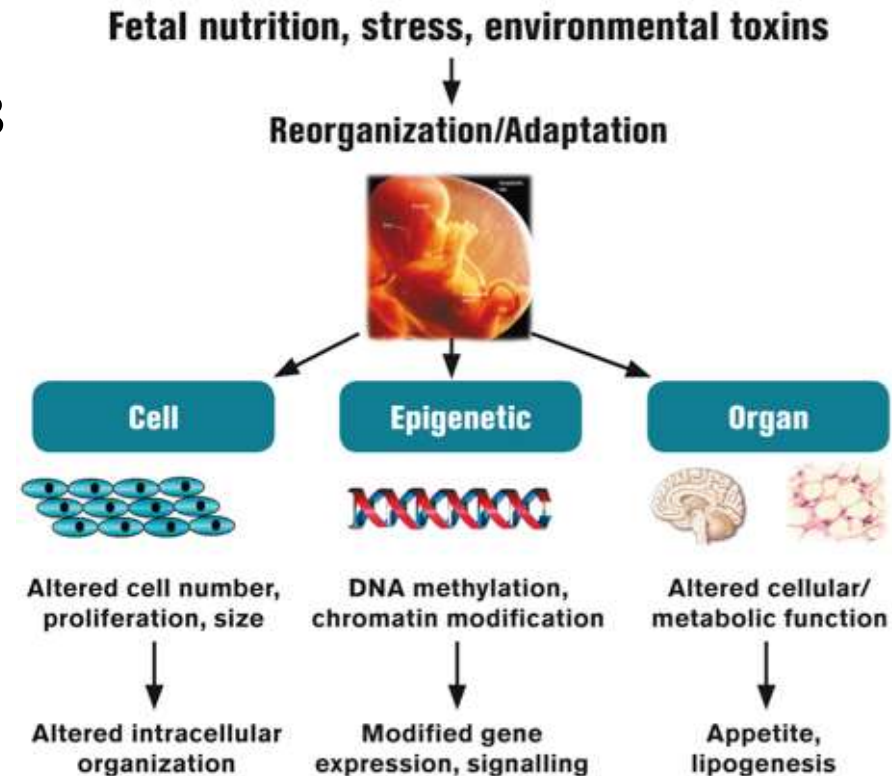 Fetal nutrition, stress, environmental toxins
Reorganization/Adaptation
Cell
Epigenetic
Organ
Altered cell number,
proliferation, size
DNA methylation,
chromatin modification
Altered cellular/
metabolic function
Altered intracellular
organization
Modified gene
expression, signalling
Appetite,
lipogenesis